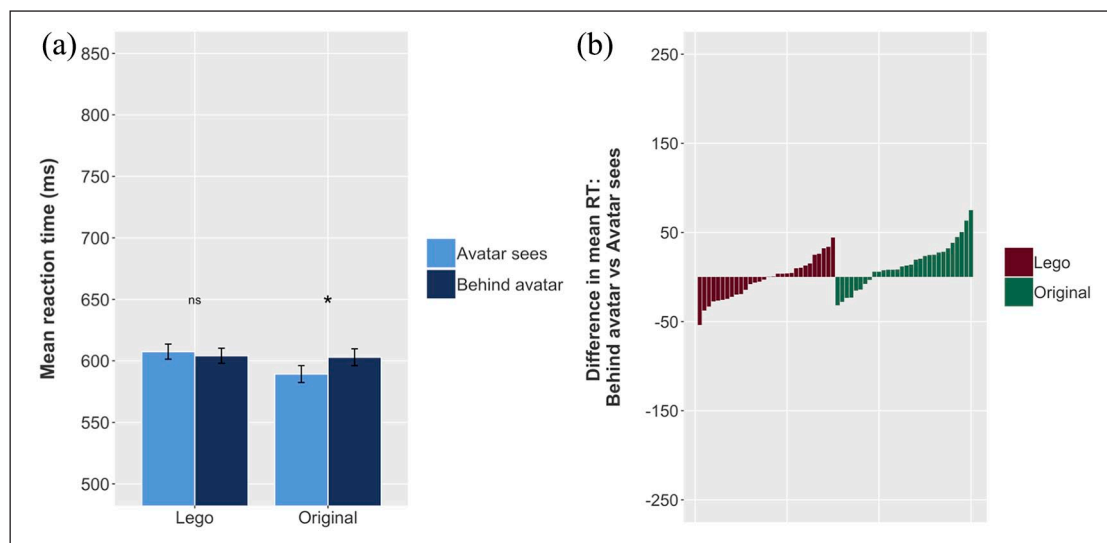 (a)
850
800
750
700
650
600
550
500
Mean reaction time (ms)
ns
*
Lego
Original
Avatar sees
Behind avatar
(b)
250
150
50
-50
-150
-250
Difference in mean RT:
Behind avatar vs Avatar sees
Lego
Original